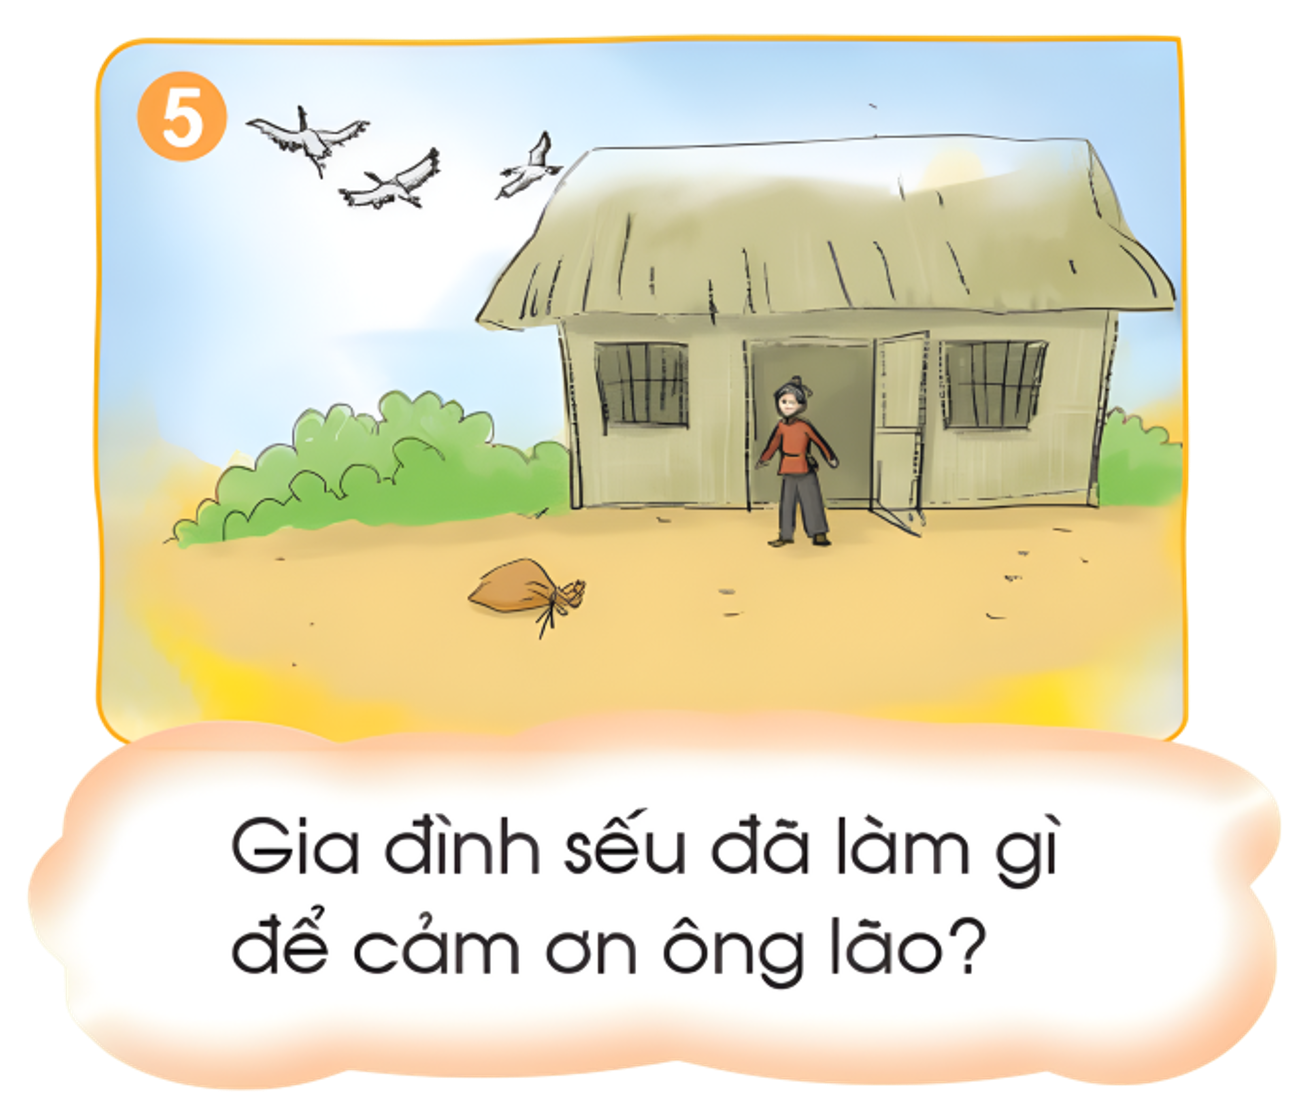 5
Gia đình sếu đã làm gì
để cảm ơn ông lão?